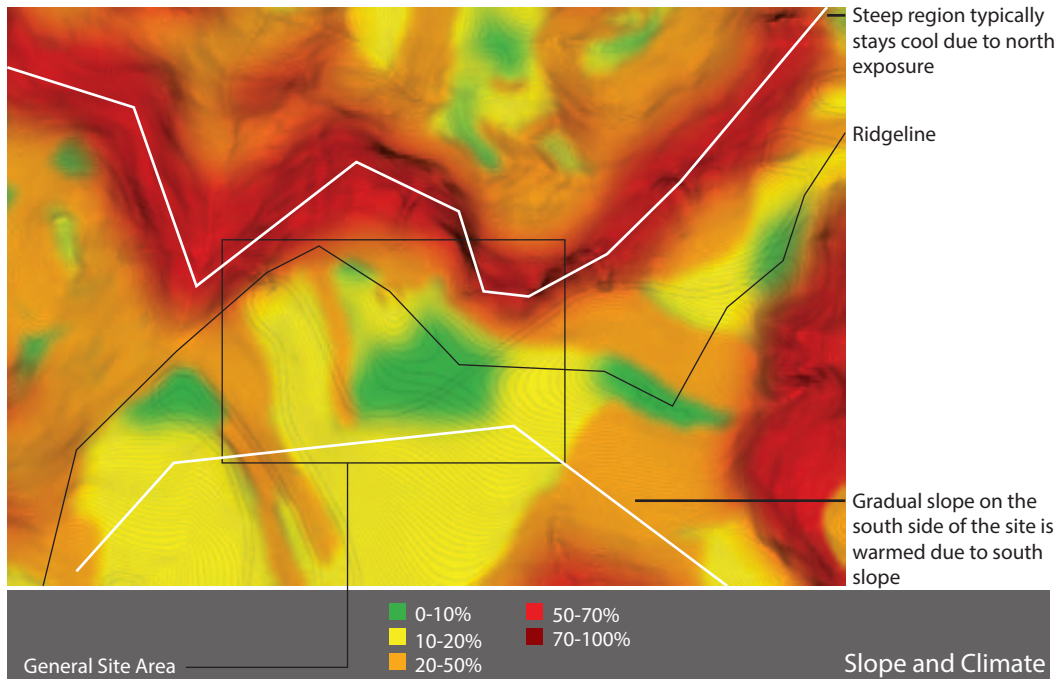 Steep region typically
stays cool due to north
exposure
Ridgeline
Gradual slope on the
south side of the site is
warmed due to south
slope
0-10%
10-20%
20-50%
50-70%
70-100%
General Site Area
Slope and Climate